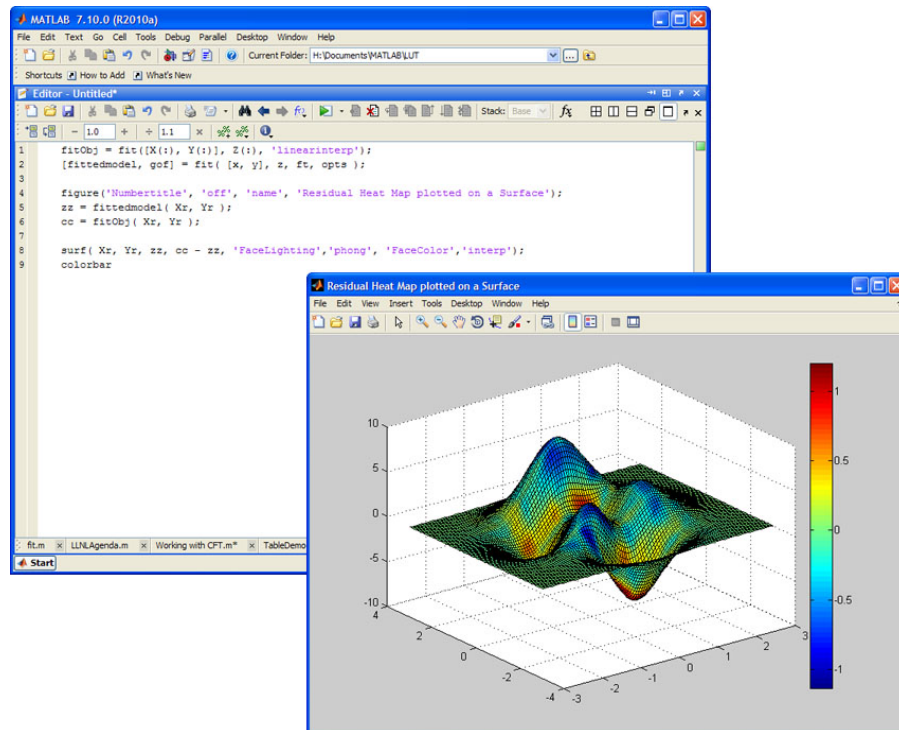 MATLAB 7.10.0 (R2010a)
File Edit Text Go Cell Tools Debug Parallel Desktop Window Help
Current Folder: H:\Documents\MATLAB\LUT
Shortcuts How to Add What's New
Editor - Untitled*
Stack: Base fx
- 1.0 + ÷ 1.1 ×
1 fitObj = fit([X(:), Y(:)], Z(:), 'linearinterp');
2 [fittedmodel, gof] = fit( [x, y], z, ft, opts );
3
4 figure('Numbertitle', 'off', 'name', 'Residual Heat Map plotted on a Surface');
5 zz = fittedmodel( Xr, Yr );
6 cc = fitObj( Xr, Yr );
7
8 surf( Xr, Yr, zz, cc - zz, 'FaceLighting','phong', 'FaceColor','interp');
9 colorbar
fit.m LLNLAgenda.m Working with CFT.m* TableDemo
Start
Residual Heat Map plotted on a Surface
File Edit View Insert Tools Desktop Window Help
10
5
0
-5
-10
4
2
0
-2
-4
-3
-2
-1
0
1
2
3
1
0.5
0
-0.5
-1